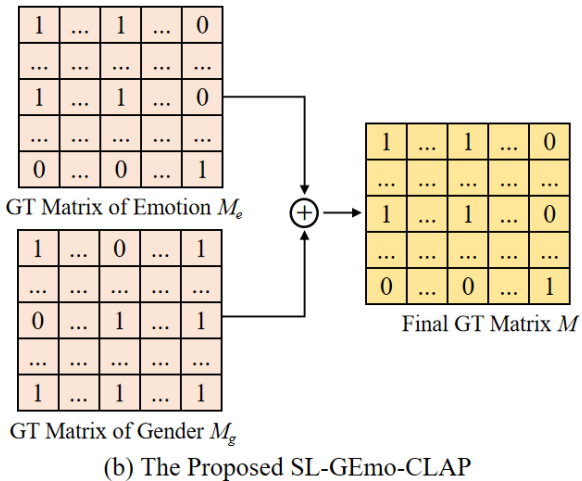 1 ... 1 ... 0
... ... ... ... ...
1 ... 1 ... 0
... ... ... ... ...
0 ... 0 ... 1
GT Matrix of Emotion Me
1 ... 0 ... 1
... ... ... ... ...
0 ... 1 ... 1
... ... ... ... ...
1 ... 1 ... 1
GT Matrix of Gender Mg
+
1 ... 1 ... 0
... ... ... ... ...
1 ... 1 ... 0
... ... ... ... ...
0 ... 0 ... 1
Final GT Matrix M
(b) The Proposed SL-GEmo-CLAP